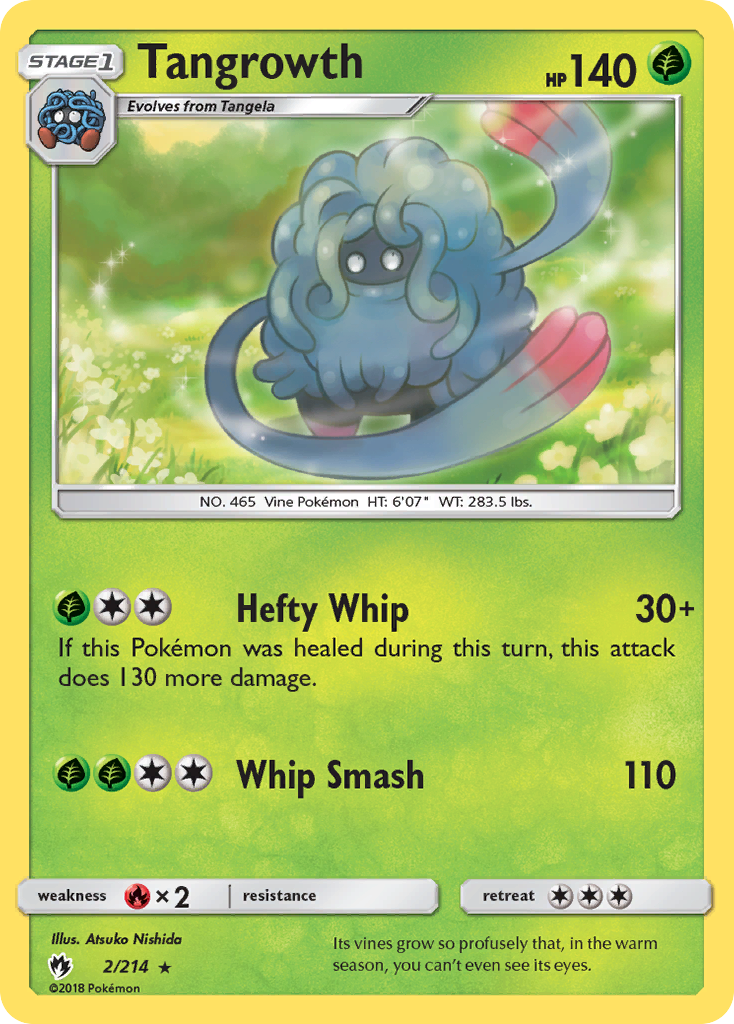 STAGE1
Tangrowth
HP 140
Evolves from Tangela
NO. 465 Vine Pokémon HT: 6'07" WT: 283.5 lbs.
Hefty Whip 30+
If this Pokémon was healed during this turn, this attack
does 130 more damage.
Whip Smash 110
weakness ×2 resistance retreat
Illus. Atsuko Nishida
2/214 ★
©2018 Pokémon
Its vines grow so profusely that, in the warm
season, you can't even see its eyes.